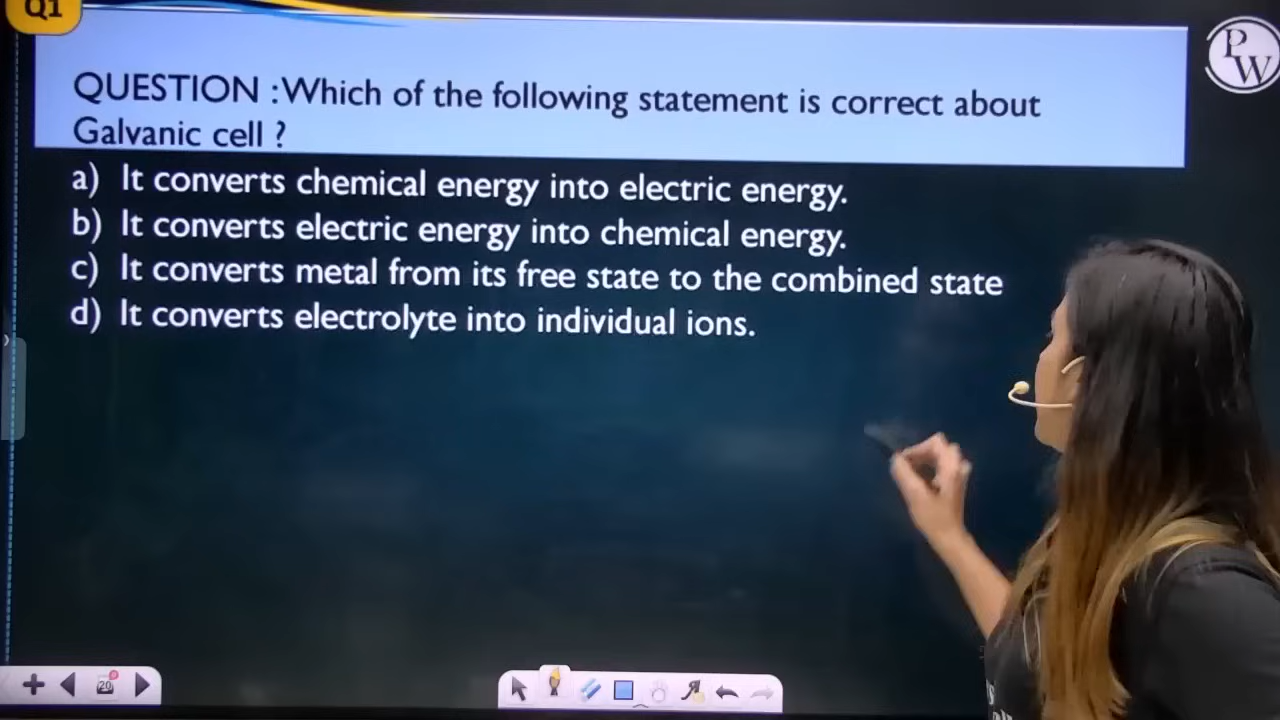 Q1
PW
QUESTION :Which of the following statement is correct about
Galvanic cell ?
a) It converts chemical energy into electric energy.
b) It converts electric energy into chemical energy.
c) It converts metal from its free state to the combined state
d) It converts electrolyte into individual ions.
20